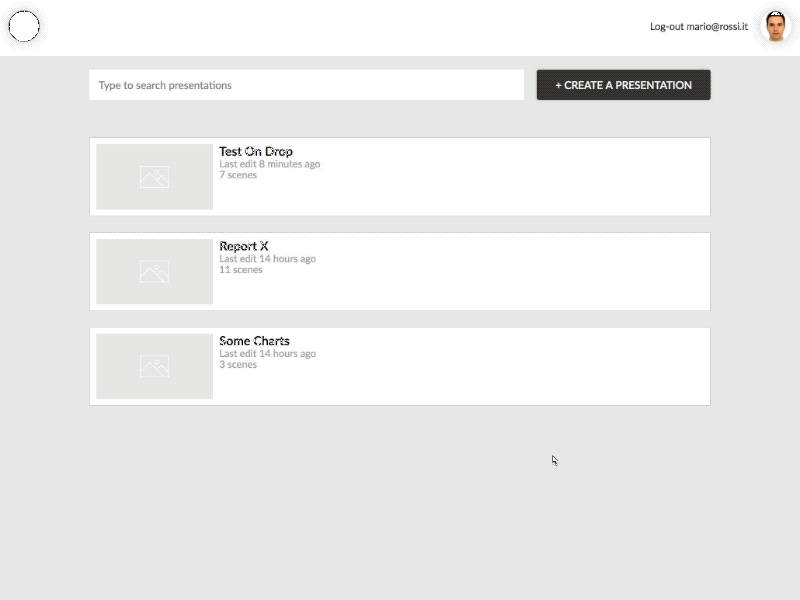 Log-out mario@rossi.it
Type to search presentations
+ CREATE A PRESENTATION
Test On Drop
Last edit 8 minutes ago
7 scenes
Report X
Last edit 14 hours ago
11 scenes
Some Charts
Last edit 14 hours ago
3 scenes